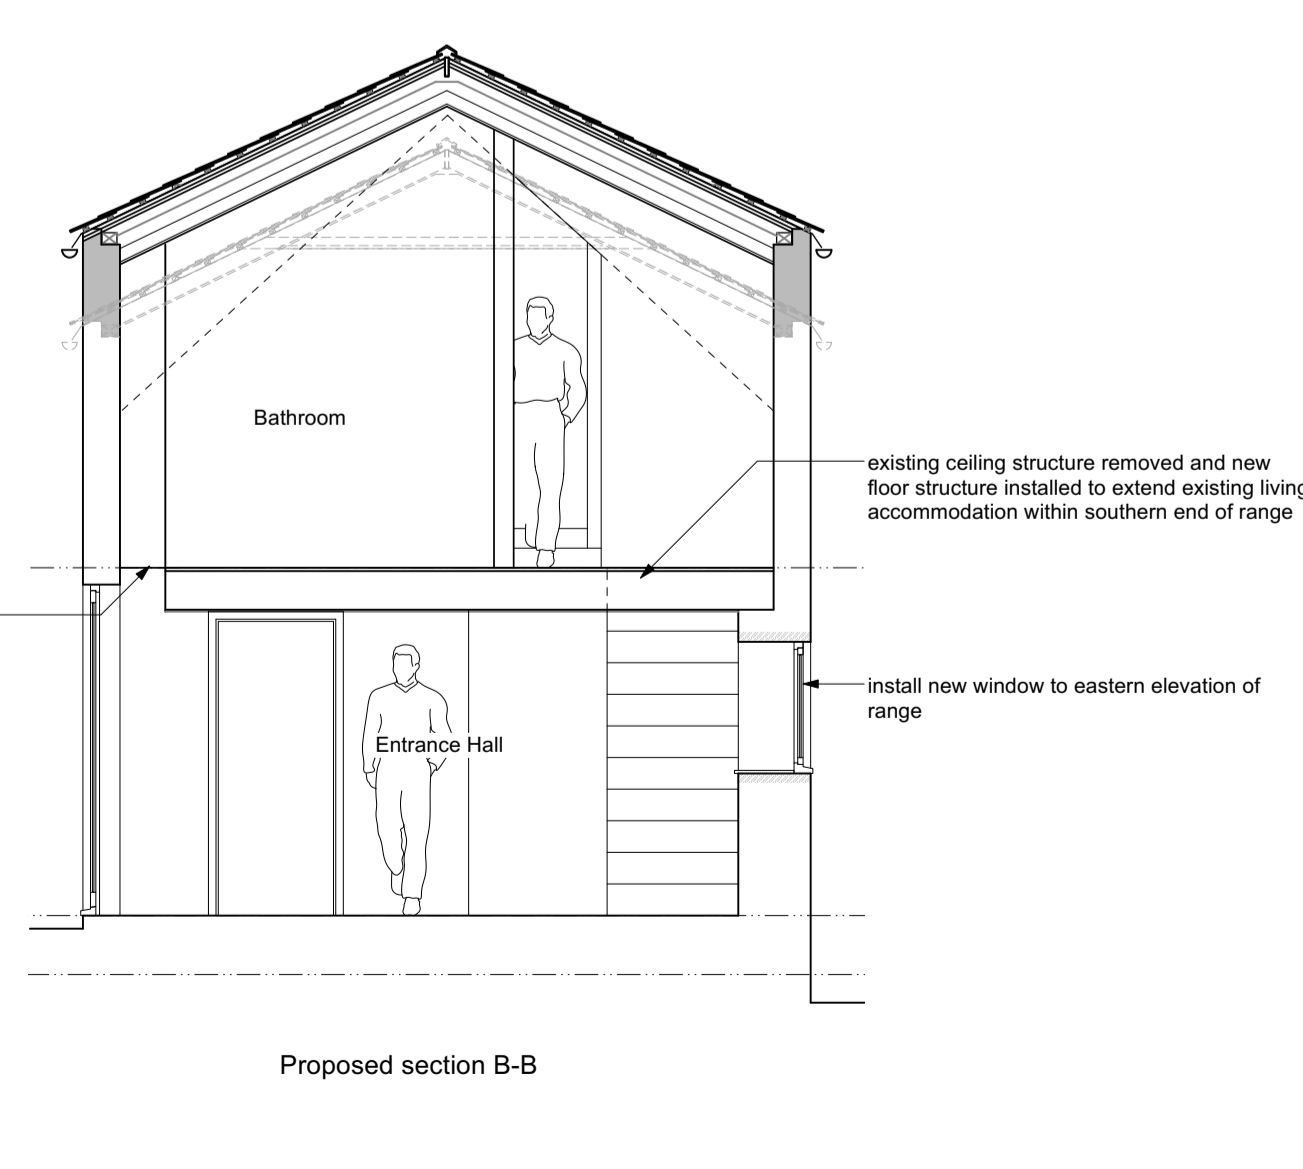 Bathroom
existing ceiling structure removed and new
floor structure installed to extend existing living
accommodation within southern end of range
install new window to eastern elevation of
range
Entrance Hall
Proposed section B-B